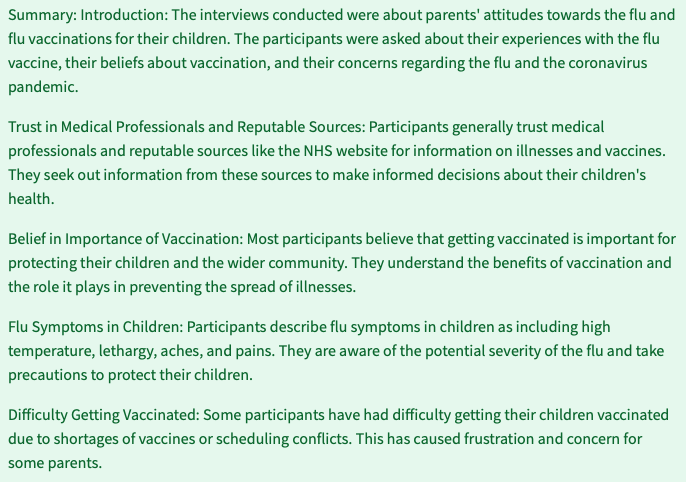 Summary: Introduction: The interviews conducted were about parents' attitudes towards the flu and
flu vaccinations for their children. The participants were asked about their experiences with the flu
vaccine, their beliefs about vaccination, and their concerns regarding the flu and the coronavirus
pandemic.
Trust in Medical Professionals and Reputable Sources: Participants generally trust medical
professionals and reputable sources like the NHS website for information on illnesses and vaccines.
They seek out information from these sources to make informed decisions about their children's
health.
Belief in Importance of Vaccination: Most participants believe that getting vaccinated is important for
protecting their children and the wider community. They understand the benefits of vaccination and
the role it plays in preventing the spread of illnesses.
Flu Symptoms in Children: Participants describe flu symptoms in children as including high
temperature, lethargy, aches, and pains. They are aware of the potential severity of the flu and take
precautions to protect their children.
Difficulty Getting Vaccinated: Some participants have had difficulty getting their children vaccinated
due to shortages of vaccines or scheduling conflicts. This has caused frustration and concern for
some parents.